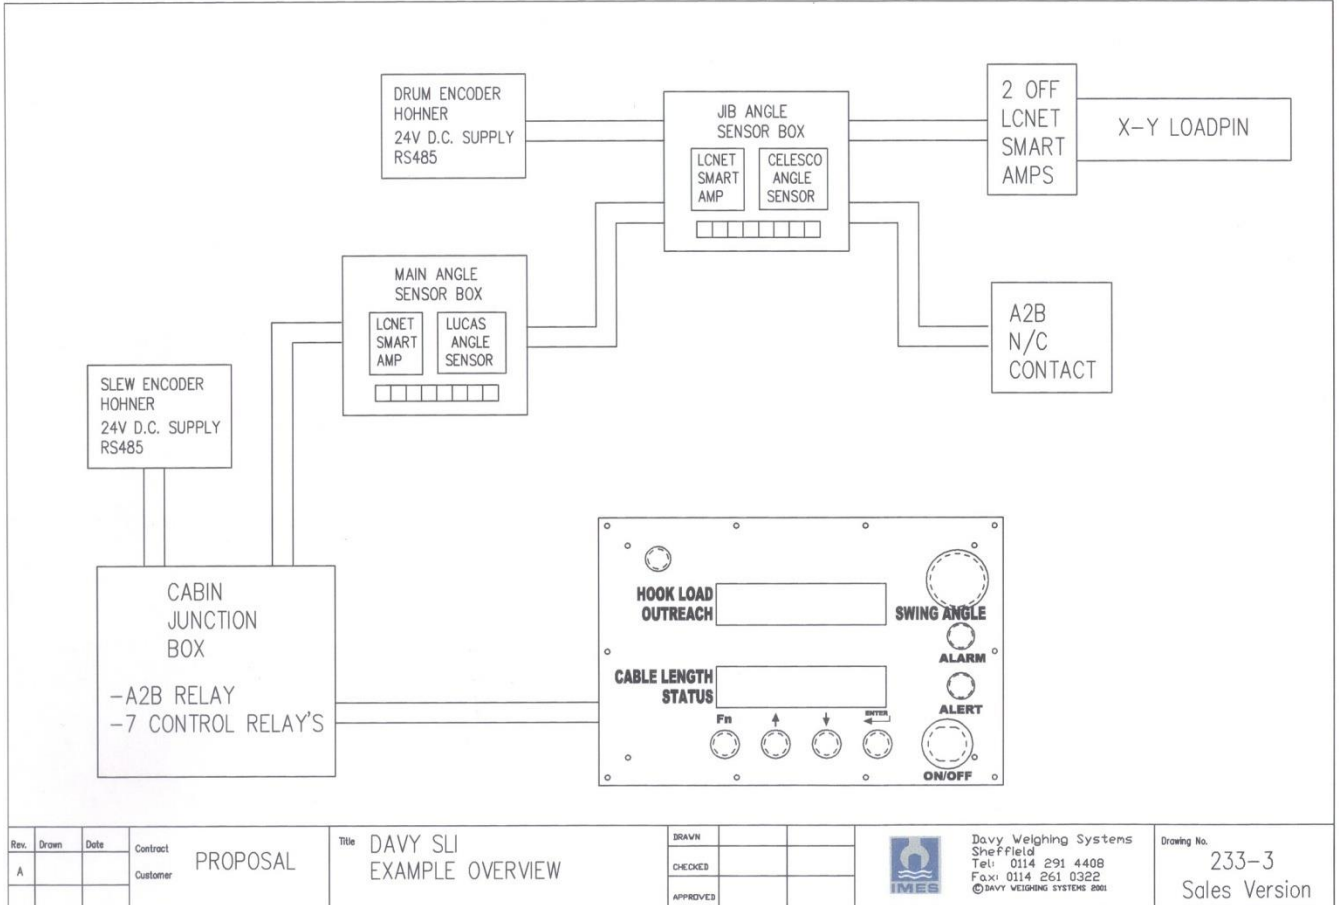 DRUM ENCODER
HOHNER
24V D.C. SUPPLY
RS485
JIB ANGLE
SENSOR BOX
LCNET
SMART
AMP
CELESCO
ANGLE
SENSOR
2 OFF
LCNET
SMART
AMPS
X-Y LOADPIN
MAIN ANGLE
SENSOR BOX
LCNET
SMART
AMP
LUCAS
ANGLE
SENSOR
A2B
N/C
CONTACT
SLEW ENCODER
HOHNER
24V D.C. SUPPLY
RS485
CABIN
JUNCTION
BOX
-A2B RELAY
-7 CONTROL RELAY'S
HOOK LOAD
OUTREACH
SWING ANGLE
ALARM
CABLE LENGTH
STATUS
ALERT
Fn
ENTER
ON/OFF
Rev.
Drawn
Date
A
Contract
Customer
PROPOSAL
Title
DAVY SLI
EXAMPLE OVERVIEW
DRAWN
CHECKED
APPROVED
IMES
Davy Weighing Systems
Sheffield
Tel: 0114 291 4408
Fax: 0114 261 0322
© DAVY WEIGHING SYSTEMS 2001
Drawing No.
233-3
Sales Version